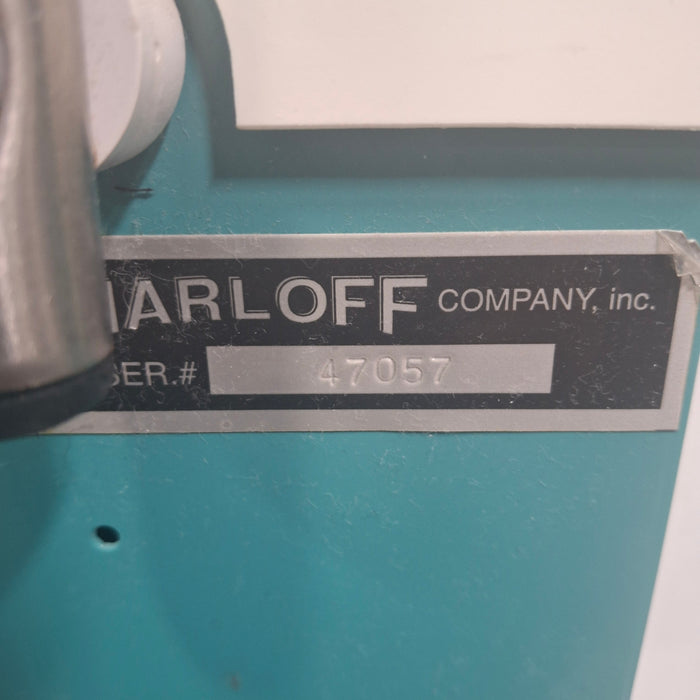 HARLOFF COMPANY, inc.
SER.# 47057